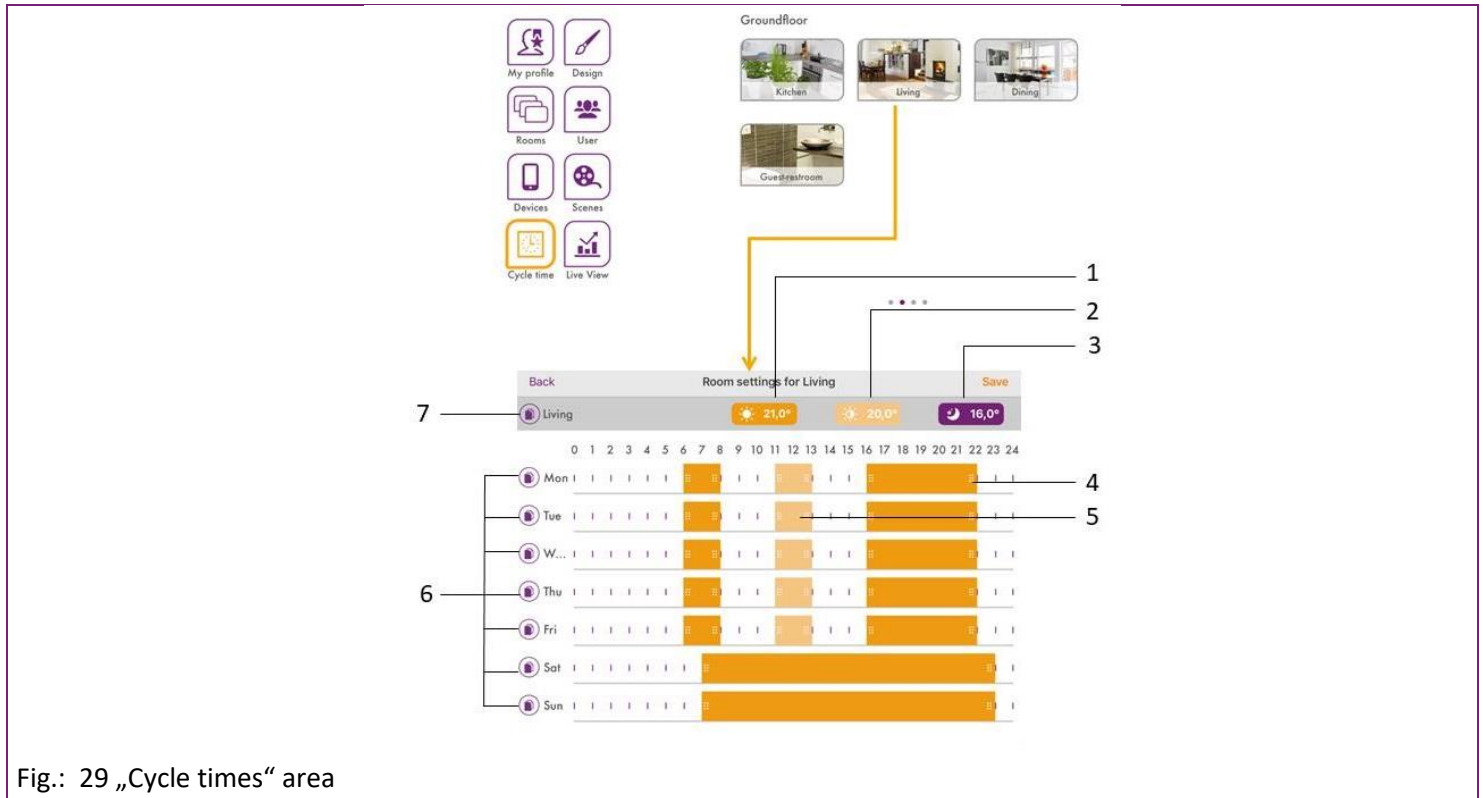 Groundfloor
My profile Design
Kitchen Living Dining
Rooms User
Guest-restroom
Devices Scenes
Cycle time Live View
1
2
3
Back Room settings for Living Save
7 Living 21,0° 20,0° 16,0°
0 1 2 3 4 5 6 7 8 9 10 11 12 13 14 15 16 17 18 19 20 21 22 23 24
Mon 4
Tue 5
W...
6 Thu
Fri
Sat
Sun
Fig.: 29 „Cycle times“ area